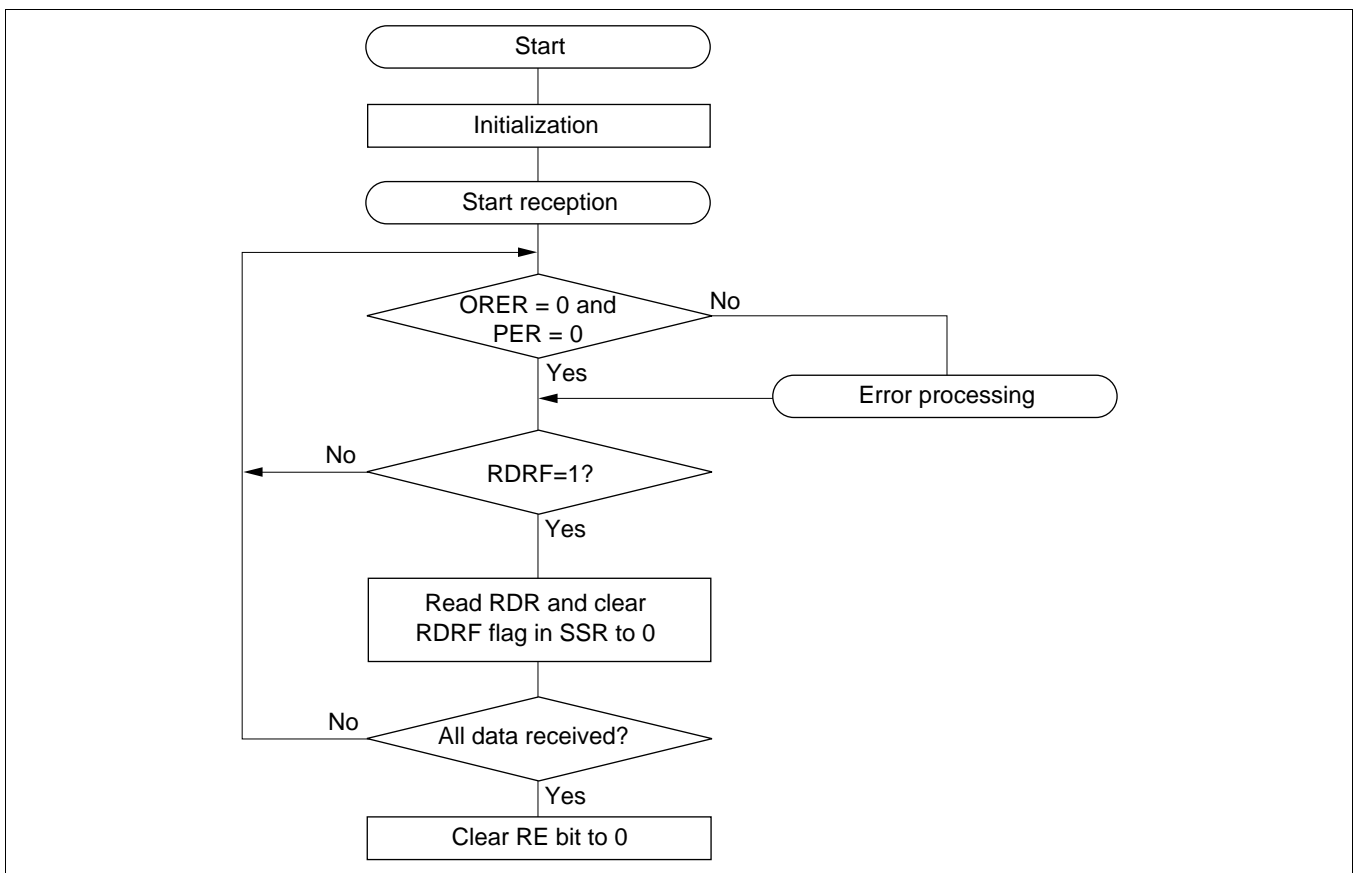 Start
Initialization
Start reception
ORER = 0 and
PER = 0
No
Yes
Error processing
No
RDRF=1?
Yes
Read RDR and clear
RDRF flag in SSR to 0
No
All data received?
Yes
Clear RE bit to 0